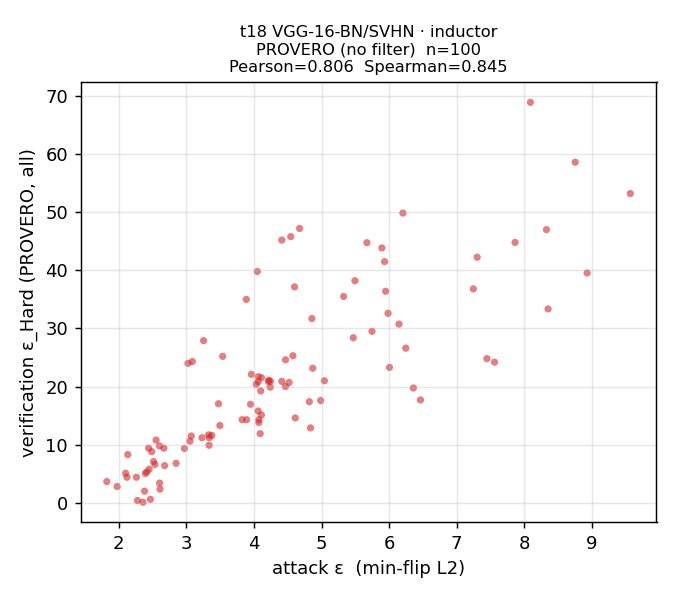 t18 VGG-16-BN/SVHN · inductor
PROVERO (no filter)  n=100
Pearson=0.806  Spearman=0.845
verification ε_Hard (PROVERO, all)
70
60
50
40
30
20
10
0
2 3 4 5 6 7 8 9
attack ε  (min-flip L2)